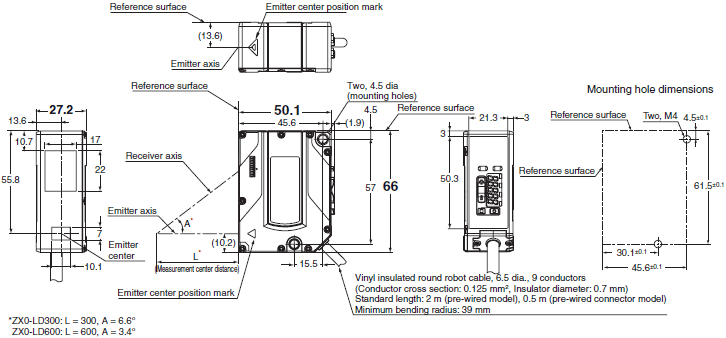 Reference surface
Emitter center position mark
(13.6)
Emitter axis
Reference surface
Two, 4.5 dia
(mounting holes)
Mounting hole dimensions
27.2
50.1
4.5
Reference surface
13.6
45.6
(1.9)
21.3
3
Reference surface
Two, M4
4.5±0.1
10.7
17
3
Receiver axis
22
55.8
57
66
50.3
Reference surface
61.5±0.1
Emitter axis
A*
7
Emitter
center
(10.2)
L*
(Measurement center distance)
10.1
15.5
30.1±0.1
45.6±0.1
Emitter center position mark
Vinyl insulated round robot cable, 6.5 dia., 9 conductors
(Conductor cross section: 0.125 mm², Insulator diameter: 0.7 mm)
Standard length: 2 m (pre-wired model), 0.5 m (pre-wired connector model)
Minimum bending radius: 39 mm
*ZX0-LD300: L = 300, A = 6.6°
ZX0-LD600: L = 600, A = 3.4°